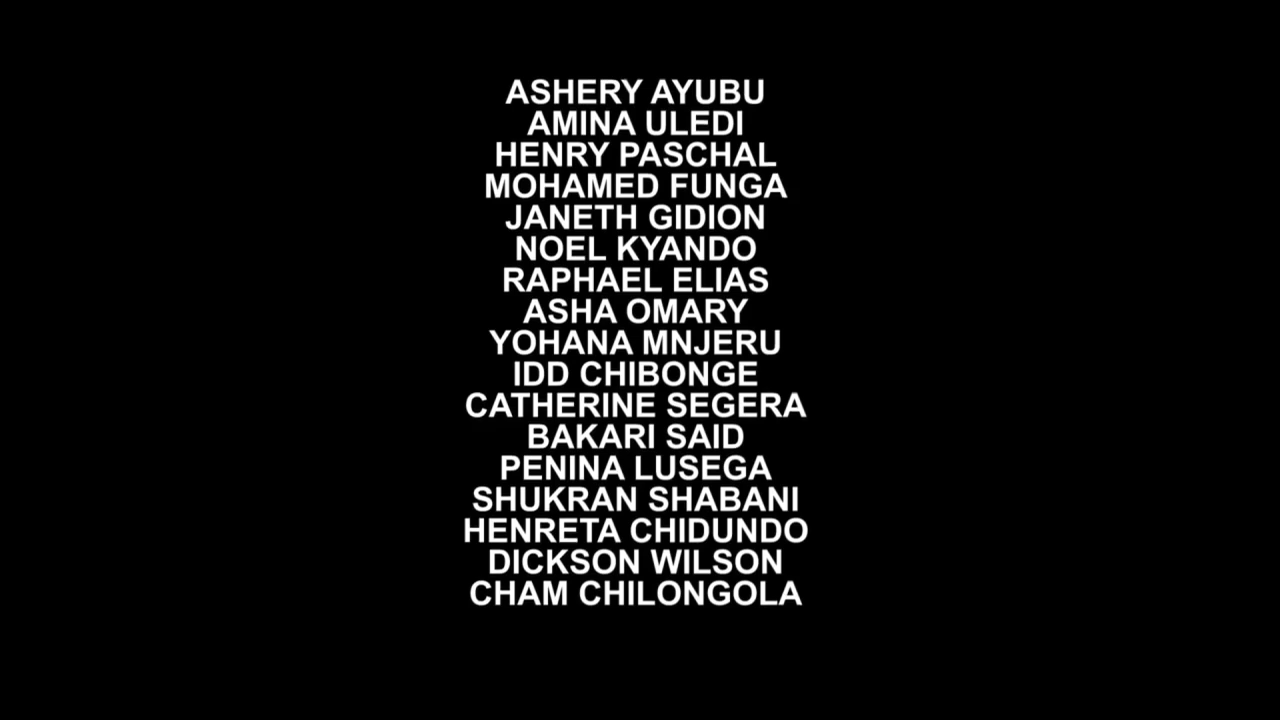 ASHERY AYUBU
AMINA ULEDI
HENRY PASCHAL
MOHAMED FUNGA
JANETH GIDION
NOEL KYANDO
RAPHAEL ELIAS
ASHA OMARY
YOHANA MNJERU
IDD CHIBONGE
CATHERINE SEGERA
BAKARI SAID
PENINA LUSEGA
SHUKRAN SHABANI
HENRETA CHIDUNDO
DICKSON WILSON
CHAM CHILONGOLA